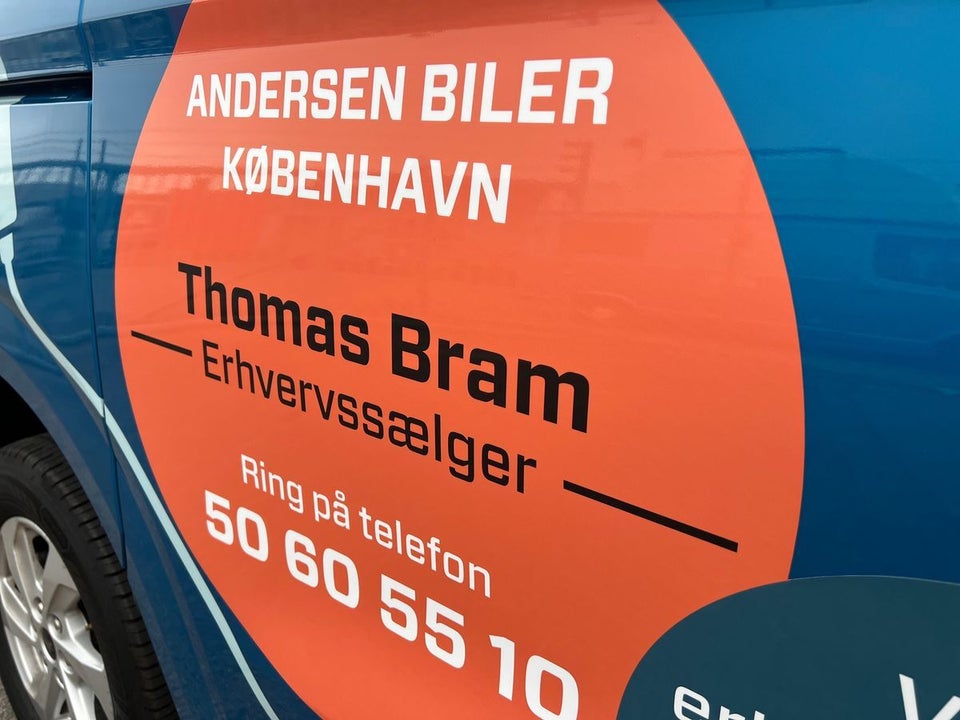 ANDERSEN BILER
KØBENHAVN
Thomas Bram
Erhvervssælger
Ring på telefon
50 60 55 10